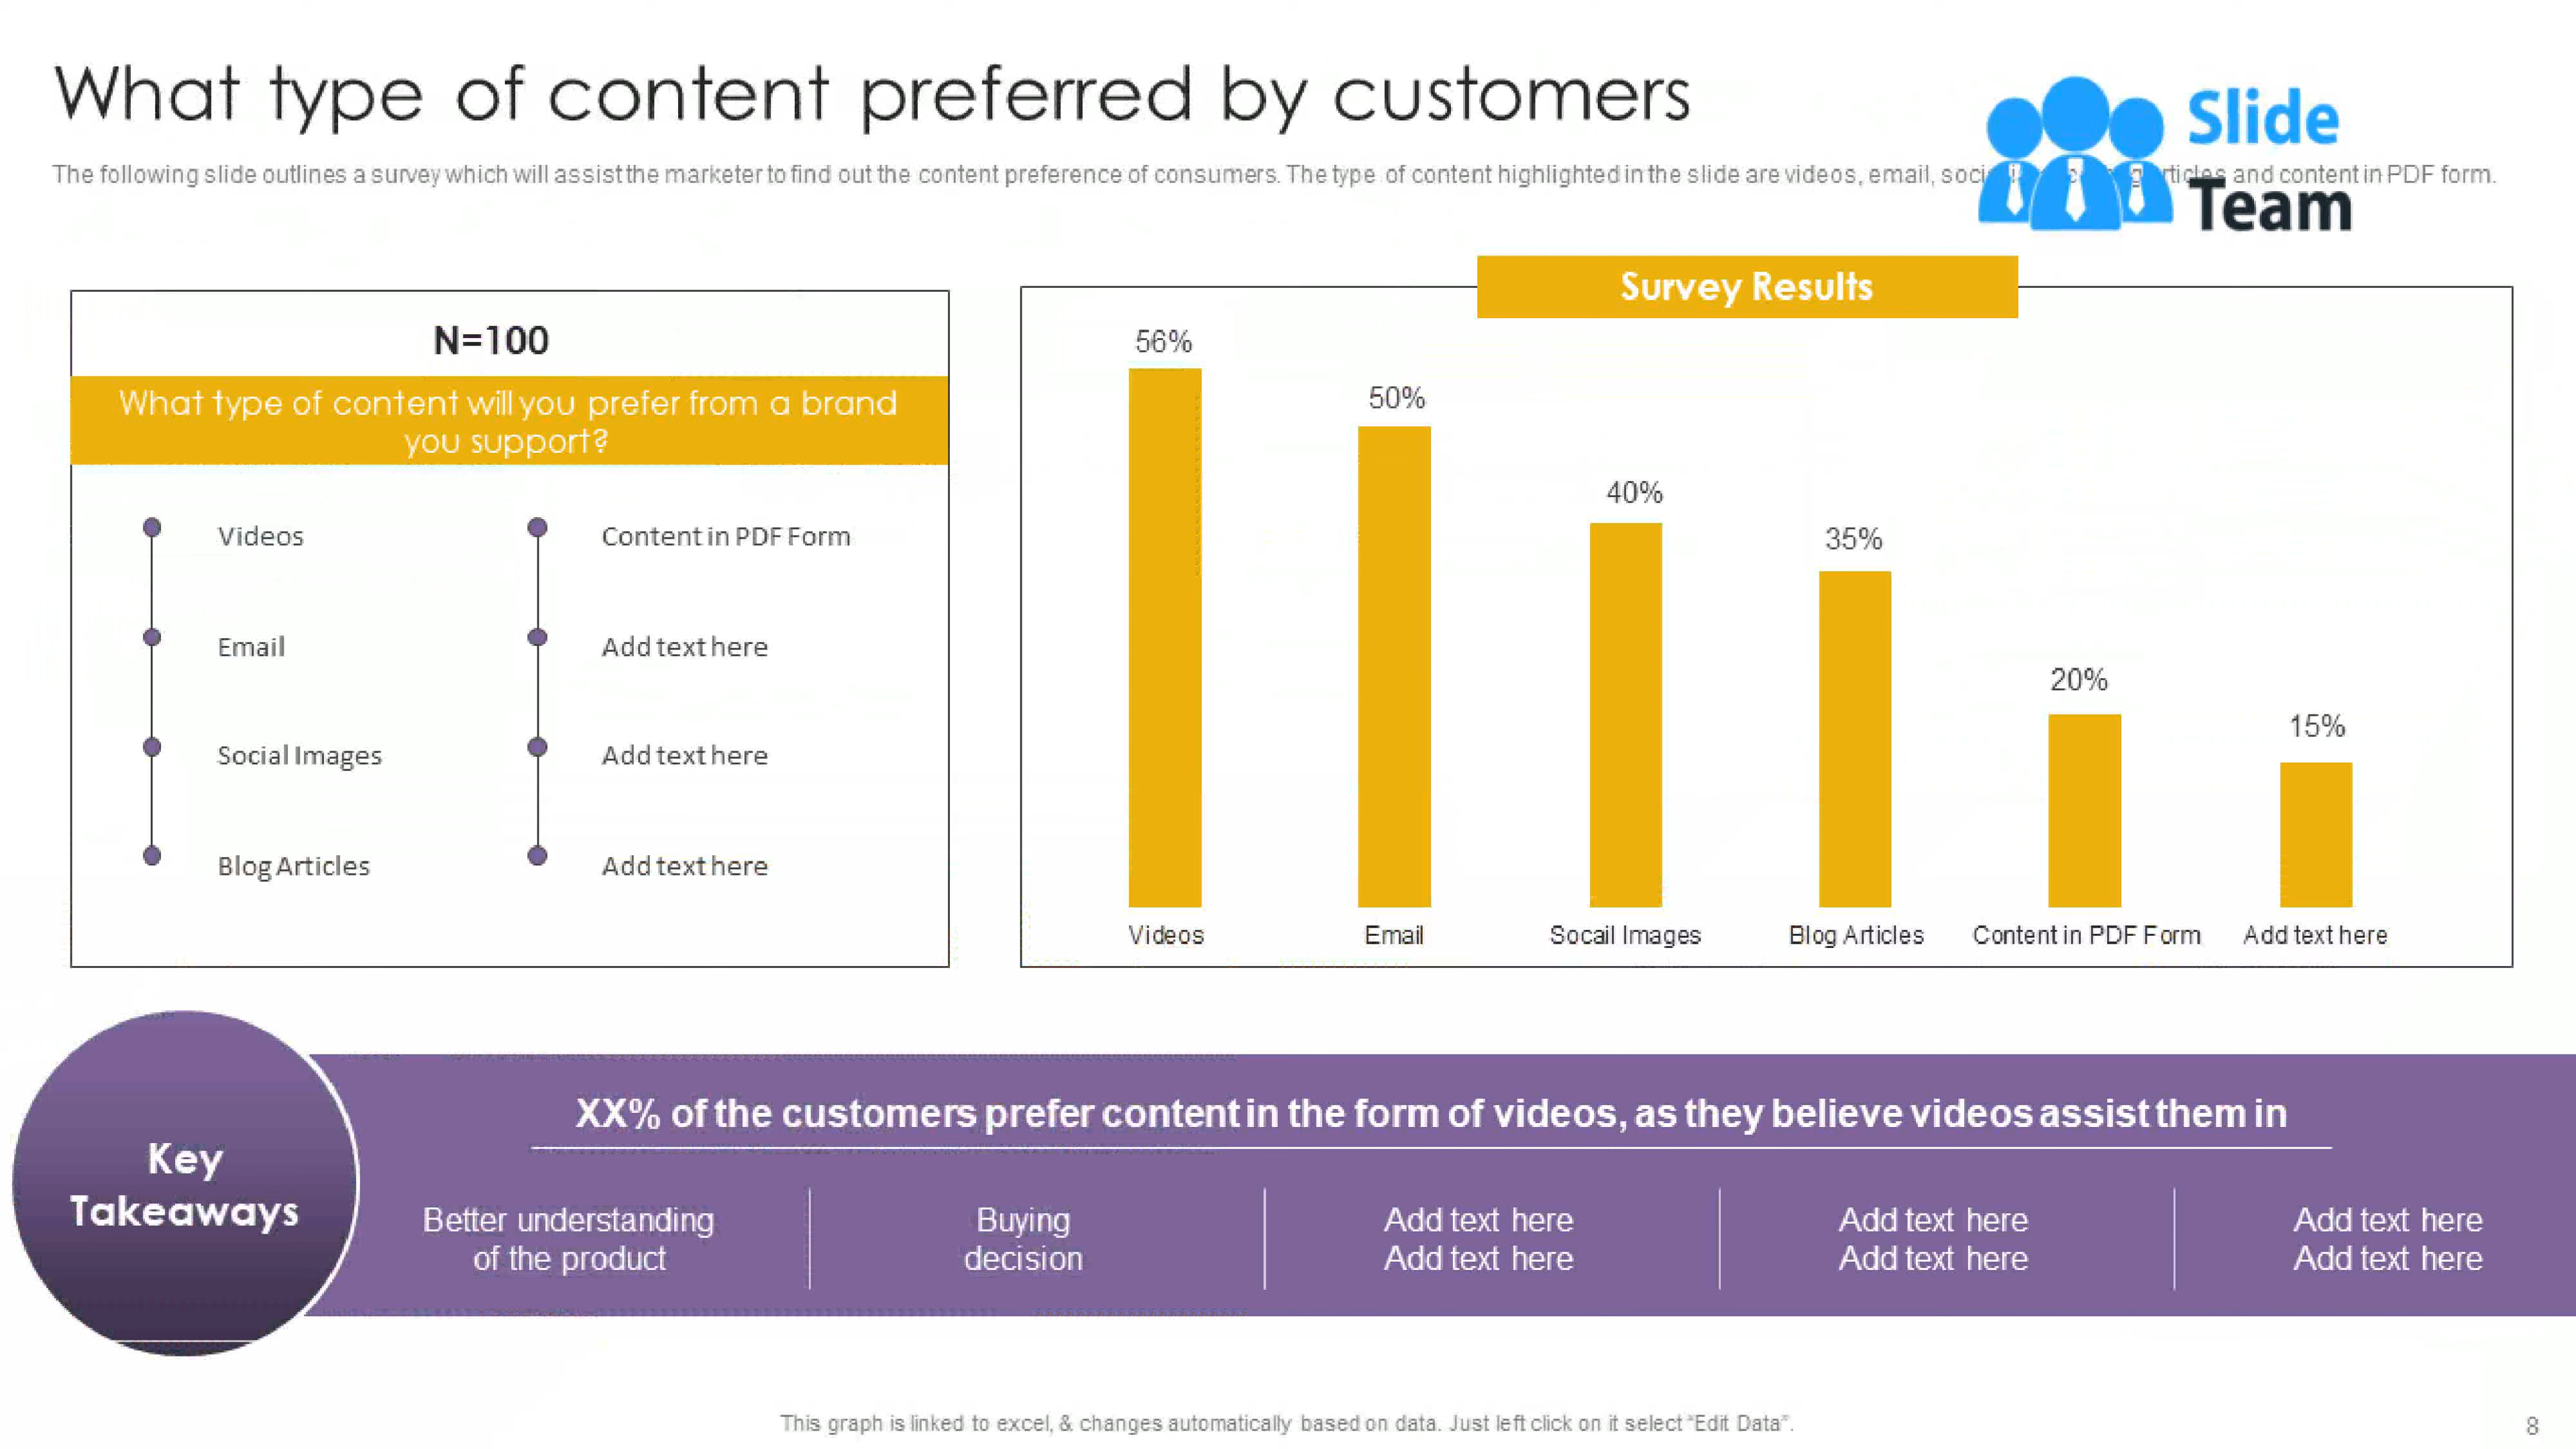 What type of content preferred by customers
Slide
Team
The following slide outlines a survey which will assist the marketer to find out the content preference of consumers. The type of content highlighted in the slide are videos, email, and content in PDF form.
N=100
What type of content will you prefer from a brand
you support?
Videos
Email
Social Images
Blog Articles
Content in PDF Form
Add text here
Add text here
Add text here
Survey Results
56%
50%
40%
35%
20%
15%
Videos
Email
Socail Images
Blog Articles
Content in PDF Form
Add text here
Key
Takeaways
XX% of the customers prefer content in the form of videos, as they believe videos assist them in
Better understanding
of the product
Buying
decision
Add text here
Add text here
Add text here
Add text here
Add text here
Add text here
This graph is linked to excel, & changes automatically based on data. Just left click on it select "Edit Data".
8